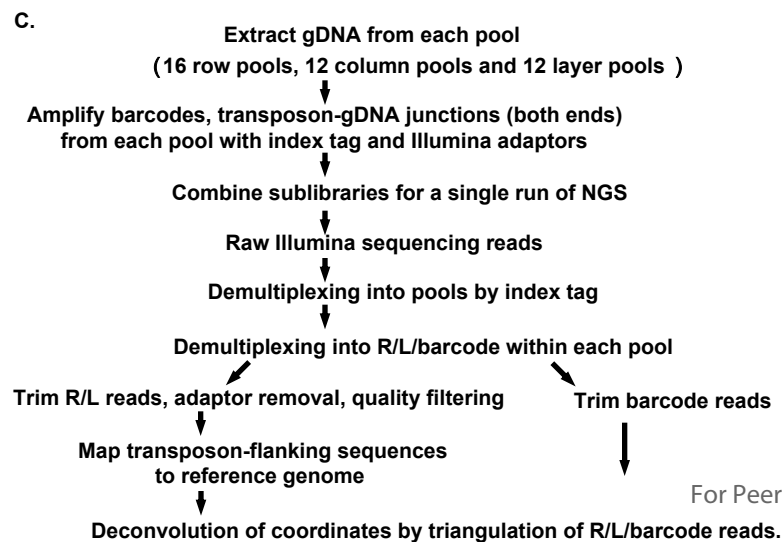 C.
Extract gDNA from each pool
(16 row pools, 12 column pools and 12 layer pools )
Amplify barcodes, transposon-gDNA junctions (both ends)
from each pool with index tag and Illumina adaptors
Combine sublibraries for a single run of NGS
Raw Illumina sequencing reads
Demultiplexing into pools by index tag
Demultiplexing into R/L/barcode within each pool
Trim R/L reads, adaptor removal, quality filtering
Trim barcode reads
Map transposon-flanking sequences
to reference genome
For Peer
Deconvolution of coordinates by triangulation of R/L/barcode reads.